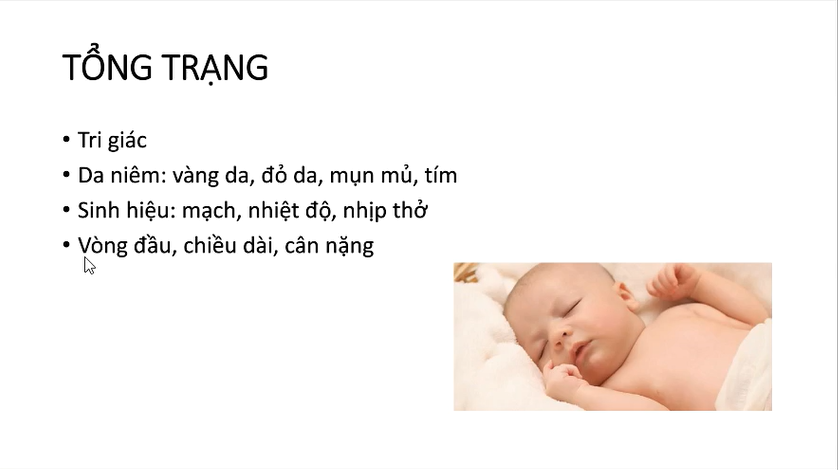 TỔNG TRẠNG
• Tri giác
• Da niêm: vàng da, đỏ da, mụn mủ, tím
• Sinh hiệu: mạch, nhiệt độ, nhịp thở
• Vòng đầu, chiều dài, cân nặng